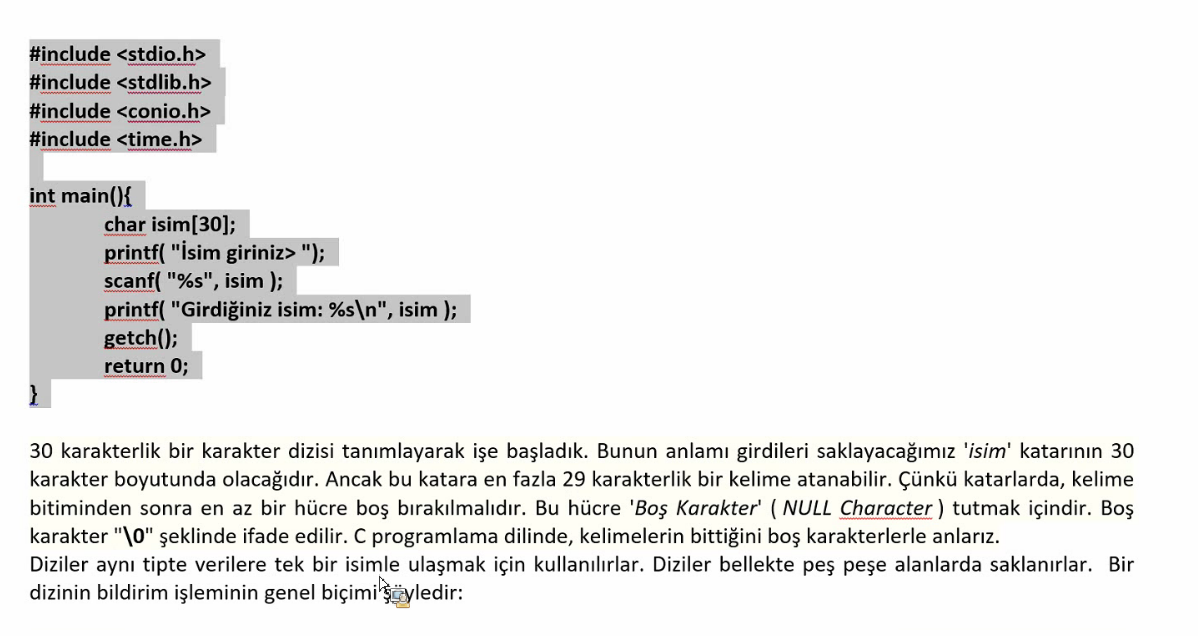 #include <stdio.h>
#include <stdlib.h>
#include <conio.h>
#include <time.h>
int main(){
char isim[30];
printf( "İsim giriniz> ");
scanf( "%s", isim );
printf( "Girdiğiniz isim: %s\n", isim );
getch();
return 0;
}
30 karakterlik bir karakter dizisi tanımlayarak işe başladık. Bunun anlamı girdileri saklayacağımız 'isim' katarının 30
karakter boyutunda olacağıdır. Ancak bu katara en fazla 29 karakterlik bir kelime atanabilir. Çünkü katarlarda, kelime
bitiminden sonra en az bir hücre boş bırakılmalıdır. Bu hücre 'Boş Karakter' ( NULL Character ) tutmak içindir. Boş
karakter "\0" şeklinde ifade edilir. C programlama dilinde, kelimelerin bittiğini boş karakterlerle anlarız.
Diziler aynı tipte verilere tek bir isimle ulaşmak için kullanılırlar. Diziler bellekte peş peşe alanlarda saklanırlar. Bir
dizinin bildirim işleminin genel biçimi şöyledir: